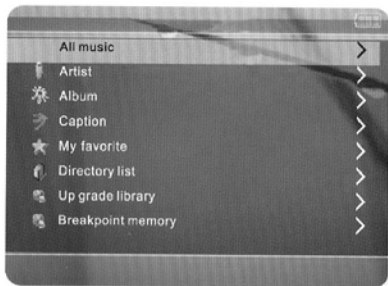 All music
Artist
Album
Caption
My favorite
Directory list
Up grade library
Breakpoint memory